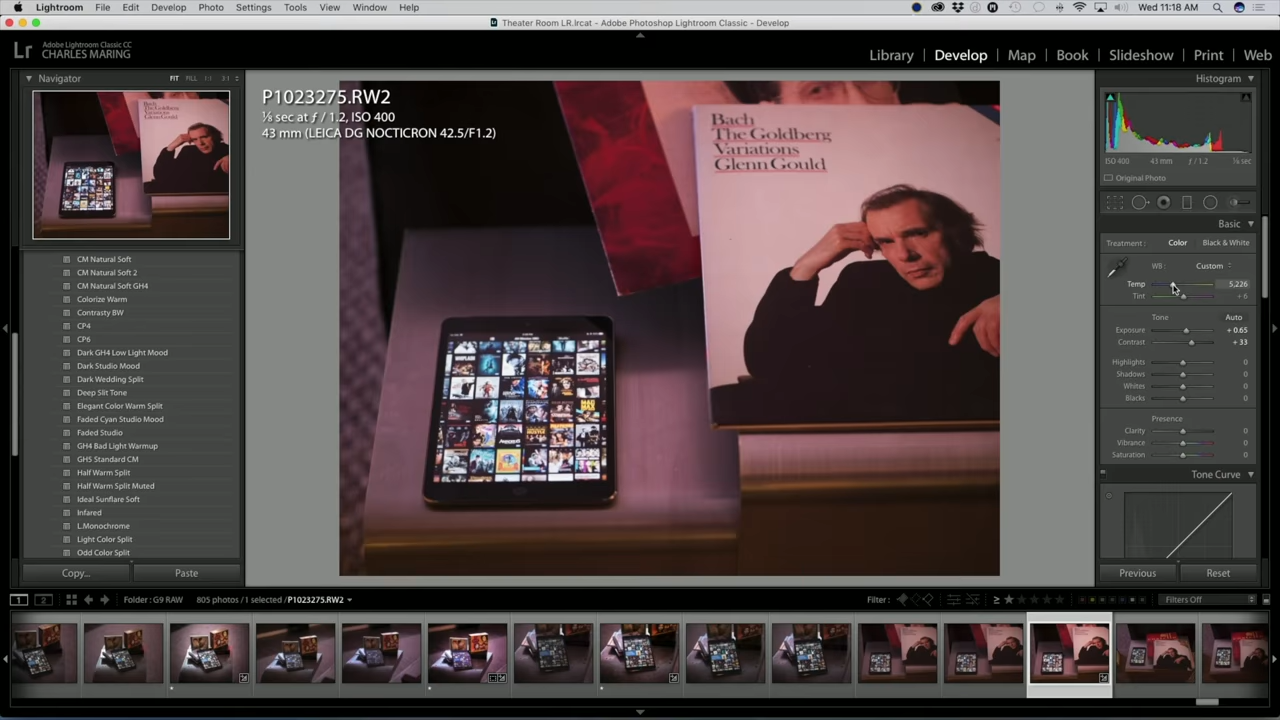 Lightroom File Edit Develop Photo Settings Tools View Window Help
Wed 11:18 AM
Theater Room LR.lrcat - Adobe Photoshop Lightroom Classic - Develop
Lr
Adobe Lightroom Classic CC
CHARLES MARING
Library Develop Map Book Slideshow Print Web
Navigator FIT FILL 1:1 3:1
Histogram
P1023275.RW2
⅛ sec at ƒ / 1.2, ISO 400
43 mm (LEICA DG NOCTICRON 42.5/F1.2)
Bach
The Goldberg
Variations
Glenn Gould
ISO 400 43 mm ƒ / 1.2 ⅛ sec
Original Photo
Basic
Treatment : Color Black & White
WB : Custom
Temp 5,226
Tint + 6
Tone Auto
Exposure + 0.65
Contrast + 33
Highlights 0
Shadows 0
Whites 0
Blacks 0
Presence
Clarity 0
Vibrance 0
Saturation 0
Tone Curve
CM Natural Soft
CM Natural Soft 2
CM Natural Soft GH4
Colorize Warm
Contrasty BW
CP4
CP6
Dark GH4 Low Light Mood
Dark Studio Mood
Dark Wedding Split
Deep Slit Tone
Elegant Color Warm Split
Faded Cyan Studio Mood
Faded Studio
GH4 Bad Light Warmup
GH5 Standard CM
Half Warm Split
Half Warm Split Muted
Ideal Sunflare Soft
Infared
L.Monochrome
Light Color Split
Odd Color Split
MAD MAX
Copy... Paste
Previous Reset
1 2 Folder : G9 RAW 805 photos / 1 selected / P1023275.RW2
Filter : ≥ Filters Off